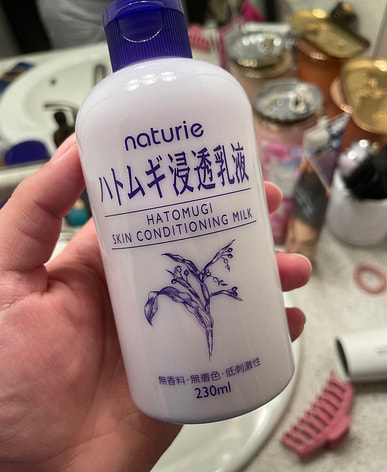 naturie
ハトムギ浸透乳液
HATOMUGI
SKIN CONDITIONING MILK
無香料・無着色・低刺激性
230ml